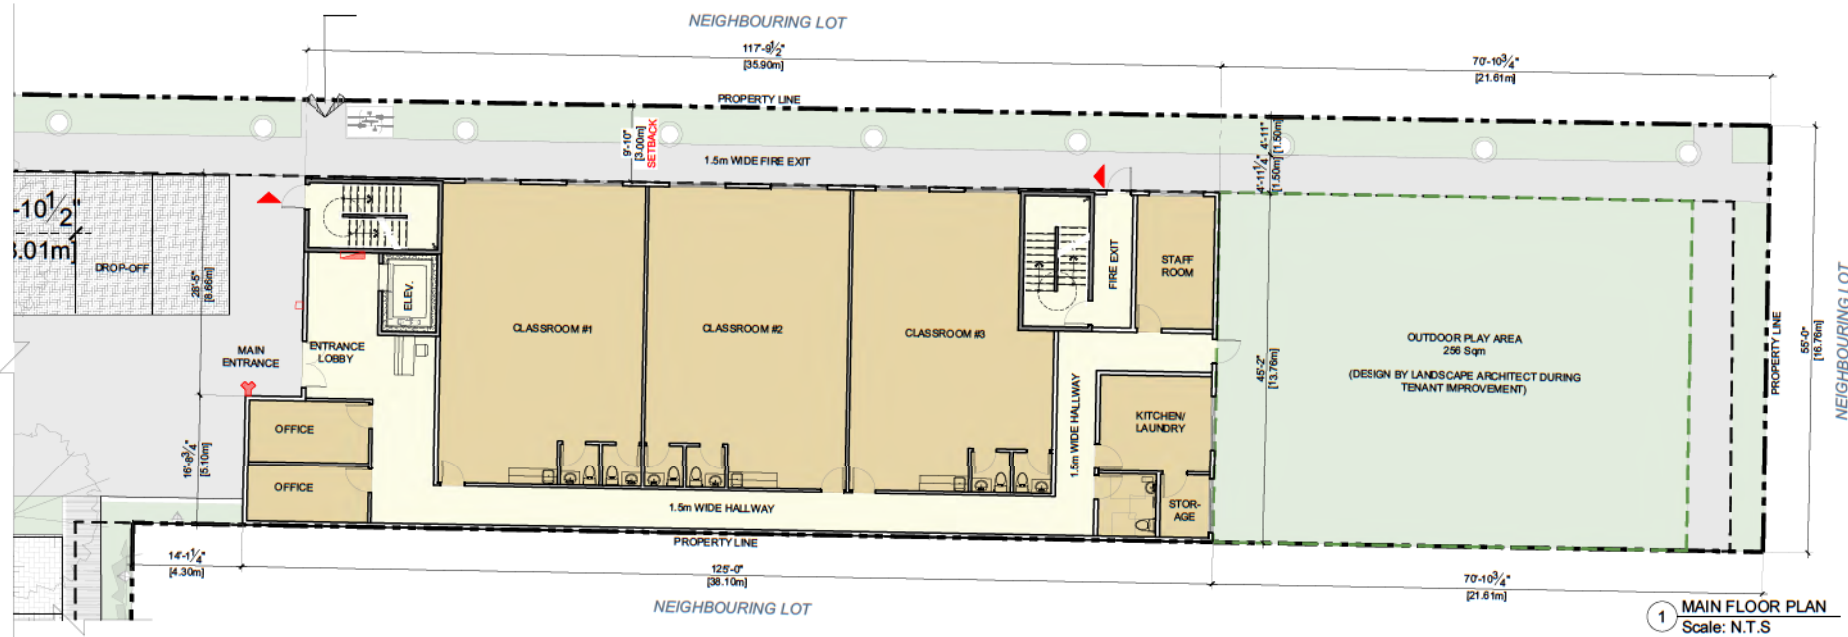 NEIGHBOURING LOT
117'-9½"
[35.90m]
70'-10¾"
[21.61m]
PROPERTY LINE
9'-10"
[3.00m]
SETBACK
1.5m WIDE FIRE EXIT
4'-11"
[1.50m]
4'-11¼"
[1.50m]
-10½"
3.01m]
DROP-OFF
28'-5"
[8.66m]
ELEV.
CLASSROOM #1
CLASSROOM #2
CLASSROOM #3
FIRE EXIT
STAFF
ROOM
MAIN
ENTRANCE
ENTRANCE
LOBBY
OUTDOOR PLAY AREA
256 Sqm
(DESIGN BY LANDSCAPE ARCHITECT DURING
TENANT IMPROVEMENT)
45'-2"
[13.76m]
PROPERTY LINE
55'-0"
[16.76m]
NEIGHBOURING LOT
OFFICE
OFFICE
16'-8¾"
[5.10m]
1.5m WIDE HALLWAY
KITCHEN/
LAUNDRY
STOR-
AGE
1.5m WIDE HALLWAY
PROPERTY LINE
14'-1¼"
[4.30m]
125'-0"
[38.10m]
70'-10¾"
[21.61m]
NEIGHBOURING LOT
1
MAIN FLOOR PLAN
Scale: N.T.S